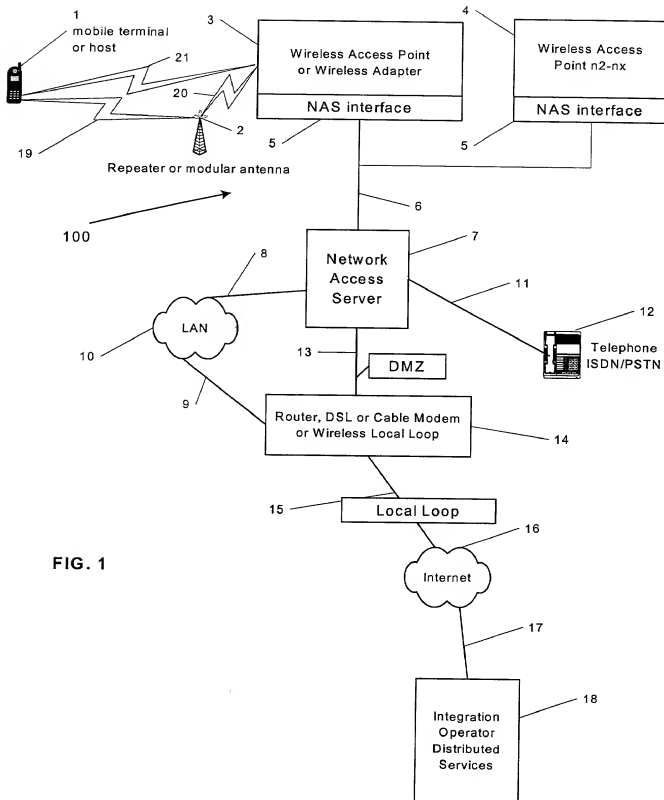 1
mobile terminal
or host
21
3
4
Wireless Access Point
or Wireless Adapter
Wireless Access
Point n2-nx
20
NAS interface
NAS interface
19
2
5
5
Repeater or modular antenna
6
100
7
Network
Access
Server
8
11
12
LAN
10
Telephone
ISDN/PSTN
13
DMZ
9
Router, DSL or Cable Modem
or Wireless Local Loop
14
15
Local Loop
16
FIG. 1
Internet
17
18
Integration
Operator
Distributed
Services